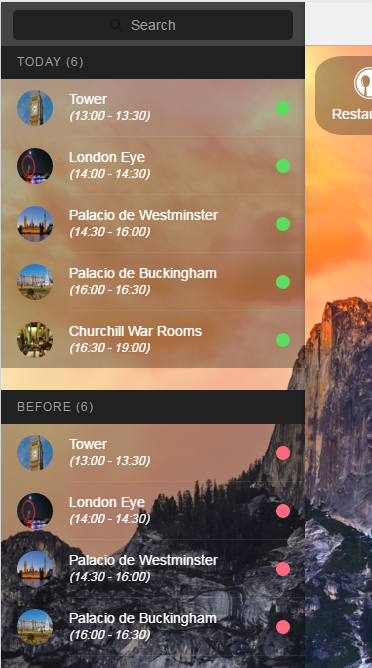 Search
TODAY (6)
Tower
(13:00 - 13:30)
London Eye
(14:00 - 14:30)
Palacio de Westminster
(14:30 - 16:00)
Palacio de Buckingham
(16:00 - 16:30)
Churchill War Rooms
(16:30 - 19:00)
BEFORE (6)
Tower
(13:00 - 13:30)
London Eye
(14:00 - 14:30)
Palacio de Westminster
(14:30 - 16:00)
Palacio de Buckingham
(16:00 - 16:30)
Restau